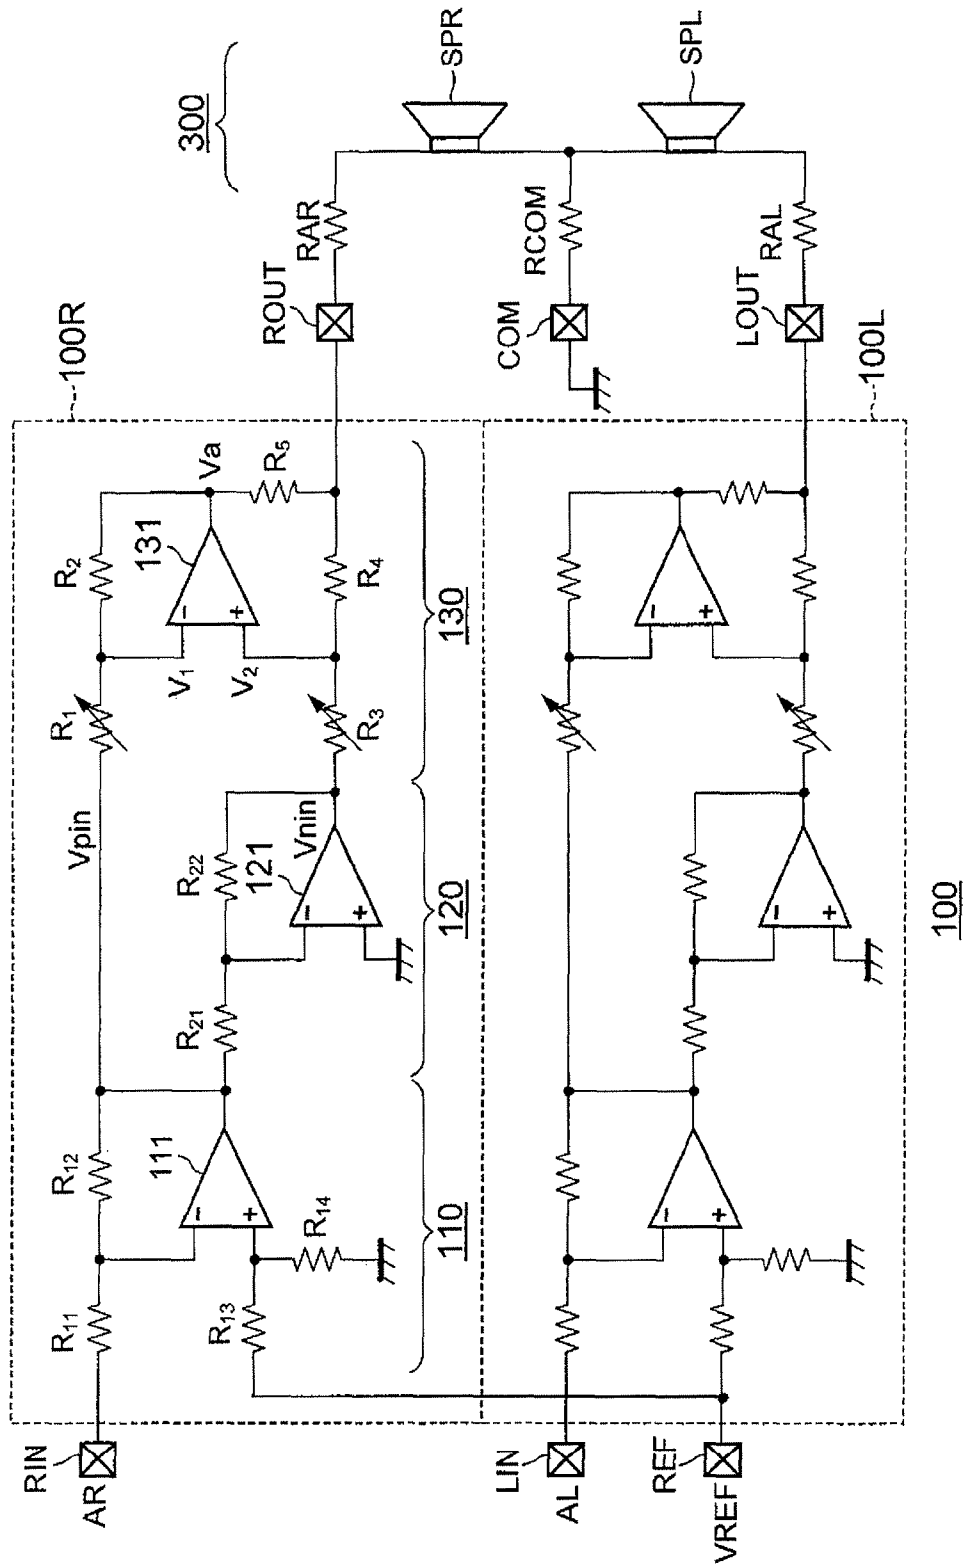 300
SPR
SPL
RAR
RCOM
RAL
ROUT
COM
LOUT
100R
100L
Va
R5
R2
131
R4
130
−
+
V1
V2
R1
R3
Vpin
Vnin
R22
121
120
−
+
R21
R12
111
R14
110
−
+
R11
R13
RIN
AR
−
+
−
+
−
+
LIN
AL
REF
VREF
100